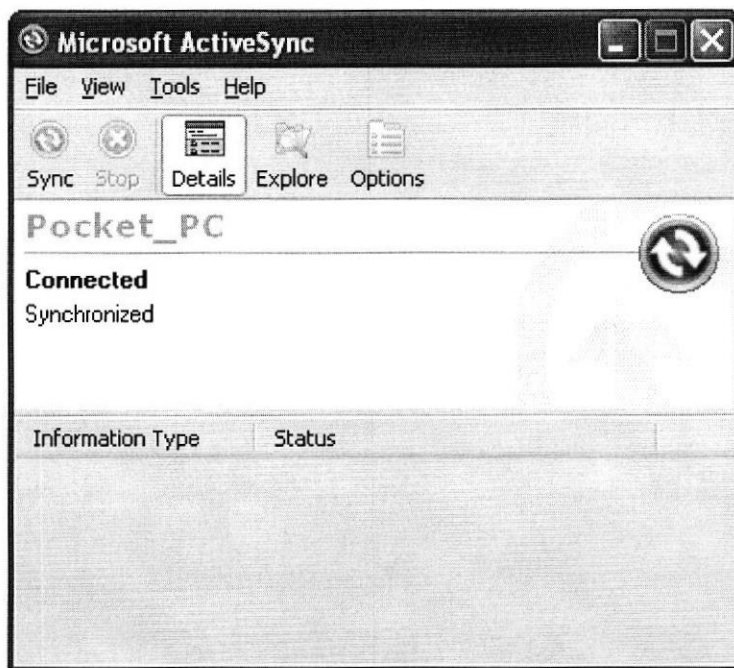 Microsoft ActiveSync
File View Tools Help
Sync Stop Details Explore Options
Pocket_PC
Connected
Synchronized
Information Type Status